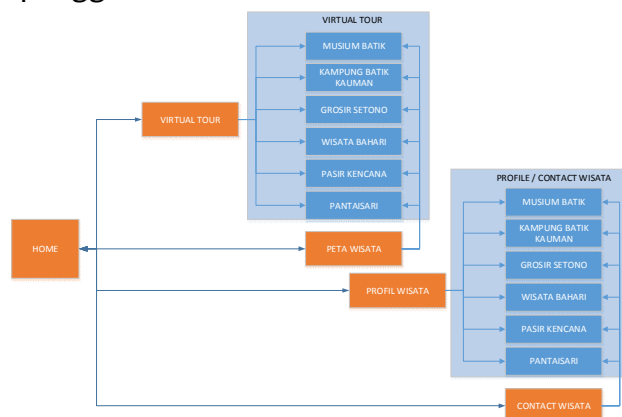 VIRTUAL TOUR
MUSIUM BATIK
KAMPUNG BATIK
KAUMAN
GROSIR SETONO
WISATA BAHARI
PASIR KENCANA
PANTAISARI
VIRTUAL TOUR
PROFILE / CONTACT WISATA
MUSIUM BATIK
KAMPUNG BATIK
KAUMAN
GROSIR SETONO
WISATA BAHARI
PASIR KENCANA
PANTAISARI
HOME
PETA WISATA
PROFIL WISATA
CONTACT WISATA